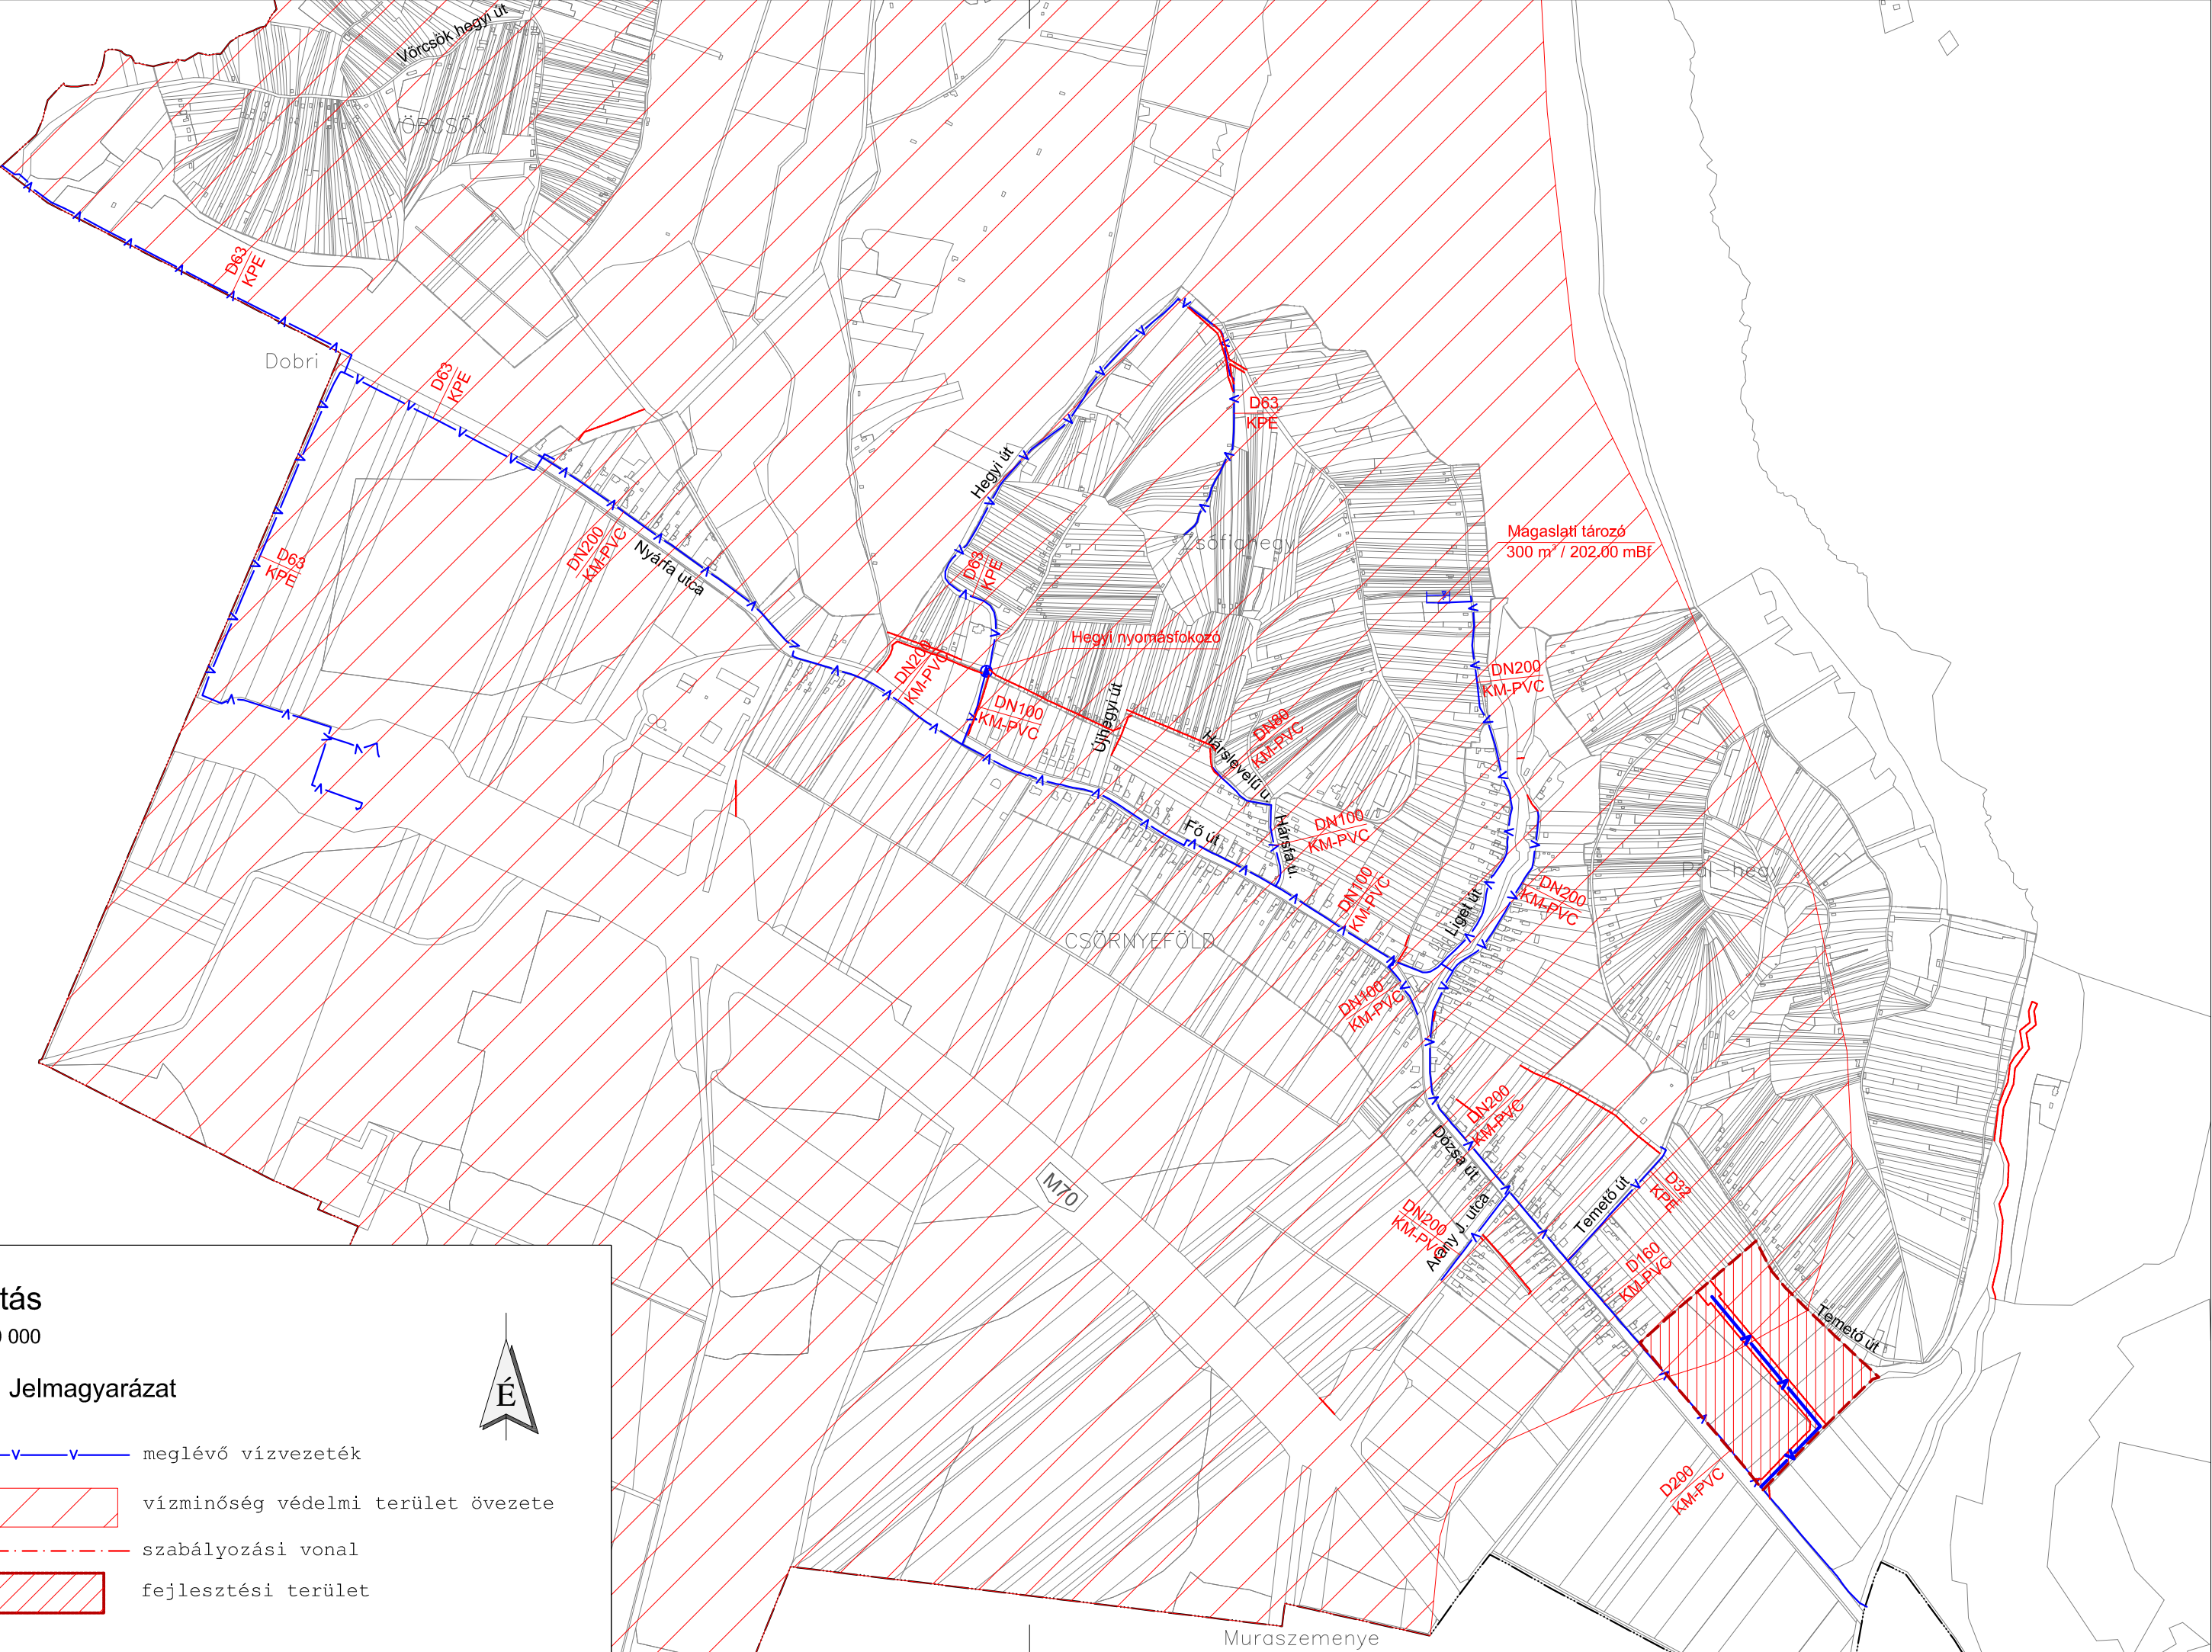 Vörcsök hegyi út
VÖRCSÖK
D63
KPE
Dobri
D63
KPE
D63
KPE
Hegyi út
Zsófiahegy
Magaslati tározó
300 m³ / 202.00 mBf
DN200
KM-PVC
Nyárfa utca
D63
KPE
D63
KPE
Hegyi nyomásfokozó
DN200
KM-PVC
DN200
KM-PVC
DN100
KM-PVC
Újhegyi út
DN80
KM-PVC
Hárslevelű u.
Hársfa u.
DN100
KM-PVC
Fő út
DN100
KM-PVC
Pál-hegy
DN200
KM-PVC
Liget út
CSÖRNYEFÖLD
DN100
KM-PVC
DN200
KM-PVC
Dózsa út
M70
D32
KPE
Temető út
DN200
KM-PVC
Arany J. utca
D160
KM-PVC
Temető út
D200
KM-PVC
Muraszemenye
tás
000
Jelmagyarázat
É
meglévő vízvezeték
vízminőség védelmi terület övezete
szabályozási vonal
fejlesztési terület